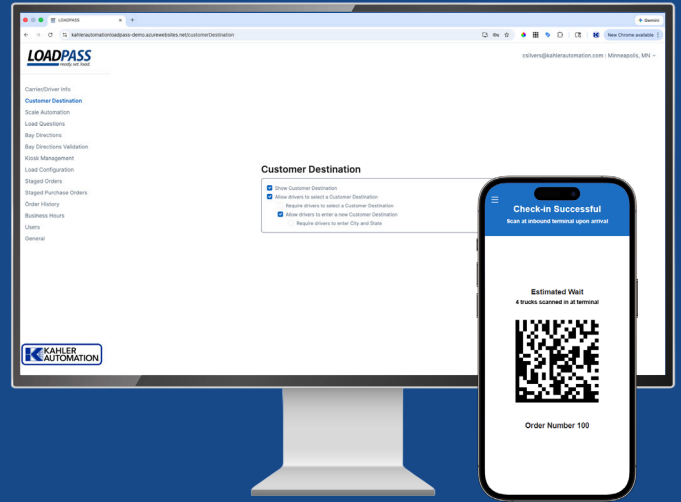 LOADPASS
+ Gemini
kahlerautomationloadpass-demo.azurewebsites.net/customerDestination
New Chrome available
LOADPASS
ready. set. load.
csilvers@kahlerautomation.com | Minneapolis, MN
Carrier/Driver Info
Customer Destination
Scale Automation
Load Questions
Bay Directions
Bay Directions Validation
Kiosk Management
Load Configuration
Staged Orders
Staged Purchase Orders
Order History
Business Hours
Users
General
Customer Destination
Show Customer Destination
Allow drivers to select a Customer Destination
Require drivers to select a Customer Destination
Allow drivers to enter a new Customer Destination
Require drivers to enter City and State
KAHLER
AUTOMATION
Check-in Successful
Scan at inbound terminal upon arrival
Estimated Wait
4 trucks scanned in at terminal
Order Number 100